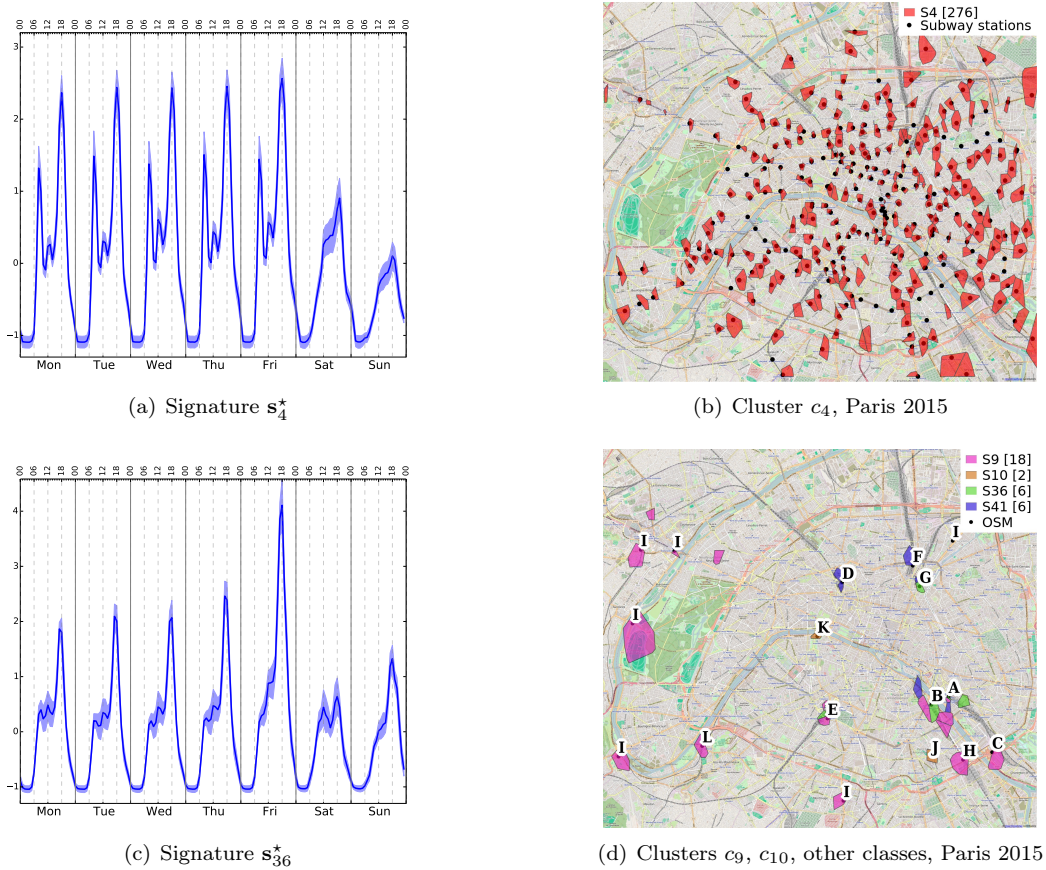 00 06 12 18 00 06 12 18 00 06 12 18 00 06 12 18 00 06 12 18 00 06 12 18 00 06 12 18 00
3
2
1
0
−1
Mon Tue Wed Thu Fri Sat Sun
(a) Signature s₄⋆
S4 [276]
Subway stations
(b) Cluster c₄, Paris 2015
00 06 12 18 00 06 12 18 00 06 12 18 00 06 12 18 00 06 12 18 00 06 12 18 00 06 12 18 00
4
3
2
1
0
−1
Mon Tue Wed Thu Fri Sat Sun
(c) Signature s₃₆⋆
S9 [18]
S10 [2]
S36 [6]
S41 [6]
OSM
I
I I
F
D G
I
K
B A
E
L J H C
I
I
(d) Clusters c₉, c₁₀, other classes, Paris 2015